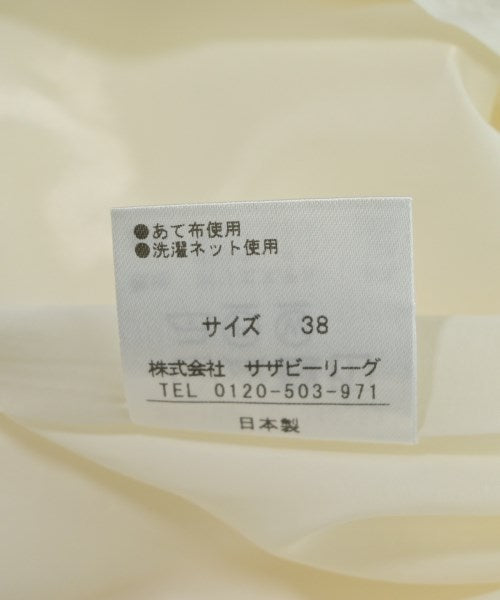 ●あて布使用
●洗濯ネット使用
サイズ 38
株式会社 サザビーリーグ
TEL 0120-503-971
日本製